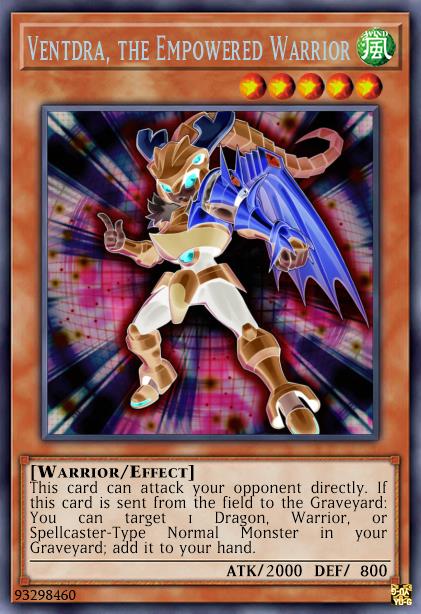 Ventdra, the Empowered Warrior
WIND
風
[Warrior/Effect]
This card can attack your opponent directly. If
this card is sent from the field to the Graveyard:
You can target 1 Dragon, Warrior, or
Spellcaster-Type Normal Monster in your
Graveyard; add it to your hand.
ATK/2000 DEF/ 800
93298460